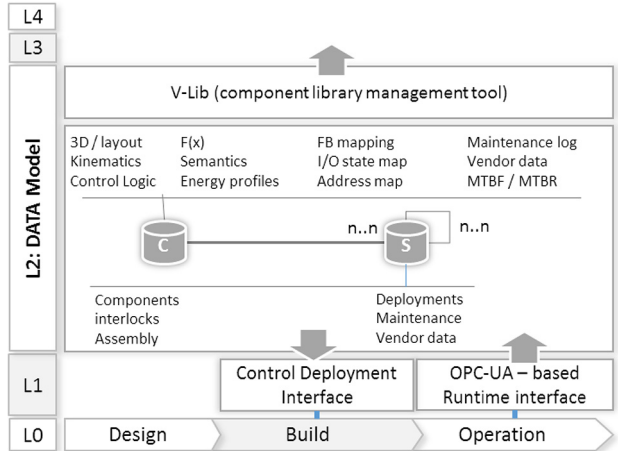 L4
L3
V-Lib (component library management tool)
L2: DATA Model
3D / layout
Kinematics
Control Logic
F(x)
Semantics
Energy profiles
FB mapping
I/O state map
Address map
Maintenance log
Vendor data
MTBF / MTBR
C
n..n
S
n..n
Components
interlocks
Assembly
Deployments
Maintenance
Vendor data
L1
Control Deployment
Interface
OPC-UA – based
Runtime interface
L0
Design
Build
Operation